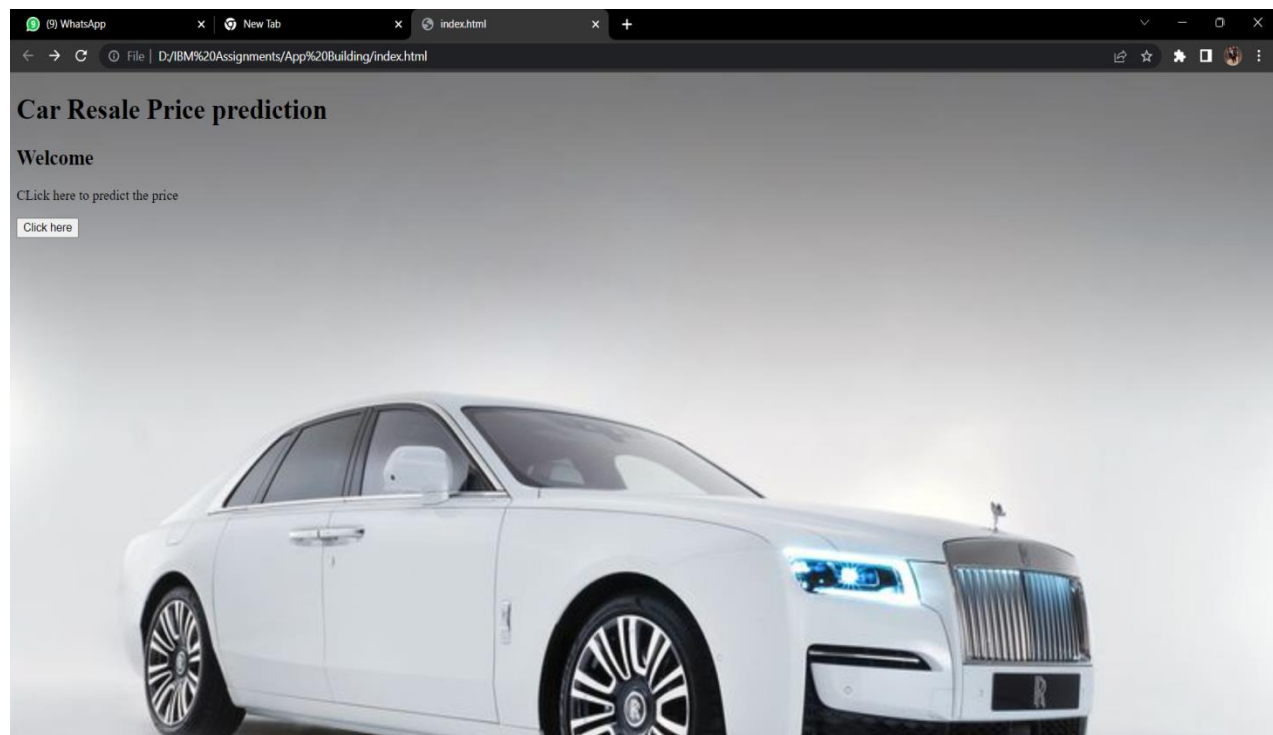 (9) WhatsApp
New Tab
index.html
File | D:/IBM%20Assignments/App%20Building/index.html
Car Resale Price prediction
Welcome
CLick here to predict the price
Click here